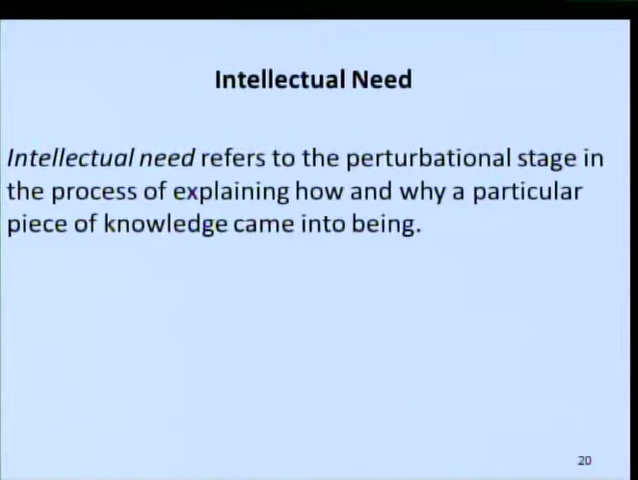 Intellectual Need
Intellectual need refers to the perturbational stage in
the process of explaining how and why a particular
piece of knowledge came into being.
20